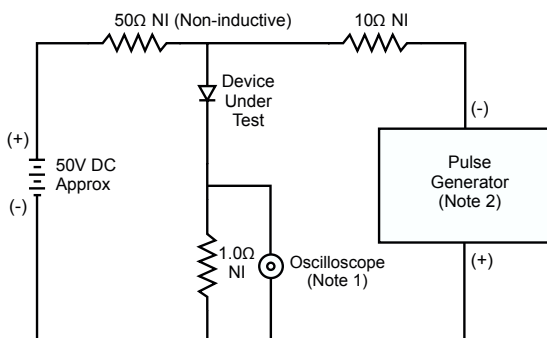 50Ω NI (Non-inductive)
10Ω NI
Device
Under
Test
(+)
50V DC
Approx
(-)
(-)
Pulse
Generator
(Note 2)
(+)
1.0Ω
NI
Oscilloscope
(Note 1)